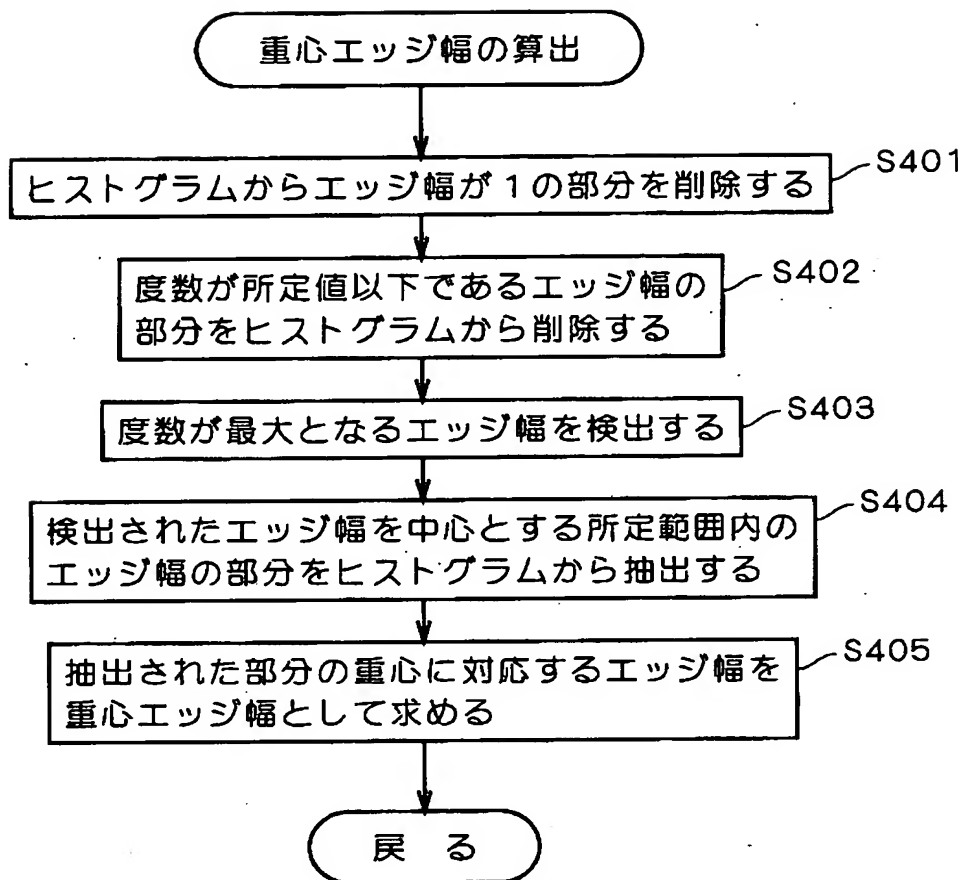 重心エッジ幅の算出
S401
ヒストグラムからエッジ幅が1の部分を削除する
S402
度数が所定値以下であるエッジ幅の
部分をヒストグラムから削除する
S403
度数が最大となるエッジ幅を検出する
S404
検出されたエッジ幅を中心とする所定範囲内の
エッジ幅の部分をヒストグラムから抽出する
S405
抽出された部分の重心に対応するエッジ幅を
重心エッジ幅として求める
戻る